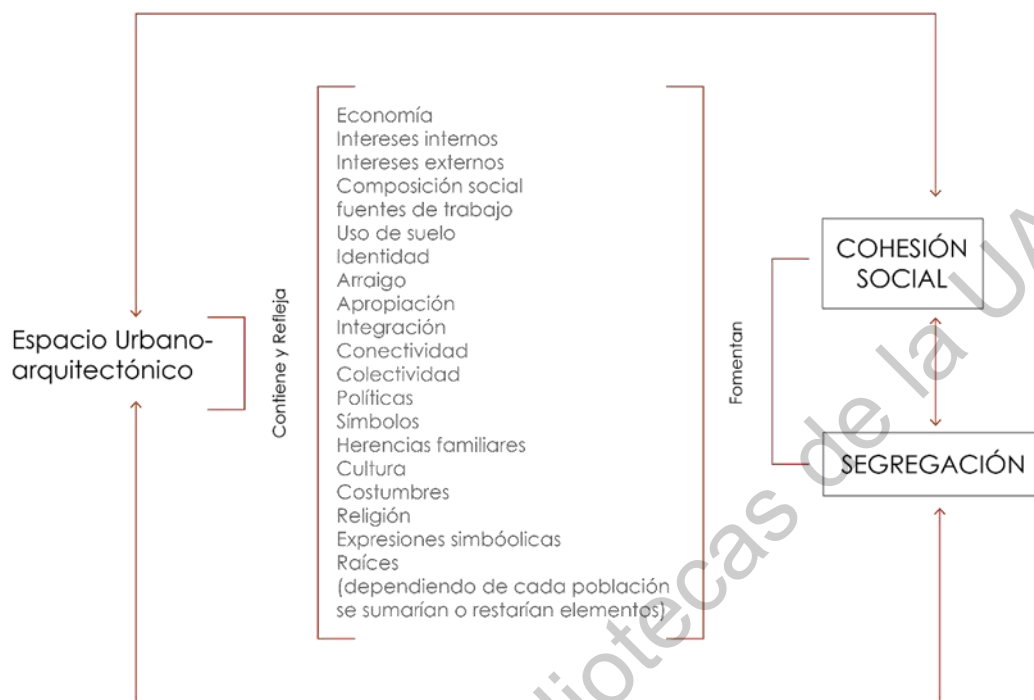 Espacio Urbano-
arquitectónico
Contiene y Refleja
Economía
Intereses internos
Intereses externos
Composición social
fuentes de trabajo
Uso de suelo
Identidad
Arraigo
Apropiación
Integración
Conectividad
Colectividad
Políticas
Símbolos
Herencias familiares
Cultura
Costumbres
Religión
Expresiones simbóolicas
Raíces
(dependiendo de cada población
se sumarían o restarían elementos)
Fomentan
COHESIÓN
SOCIAL
SEGREGACIÓN
de la